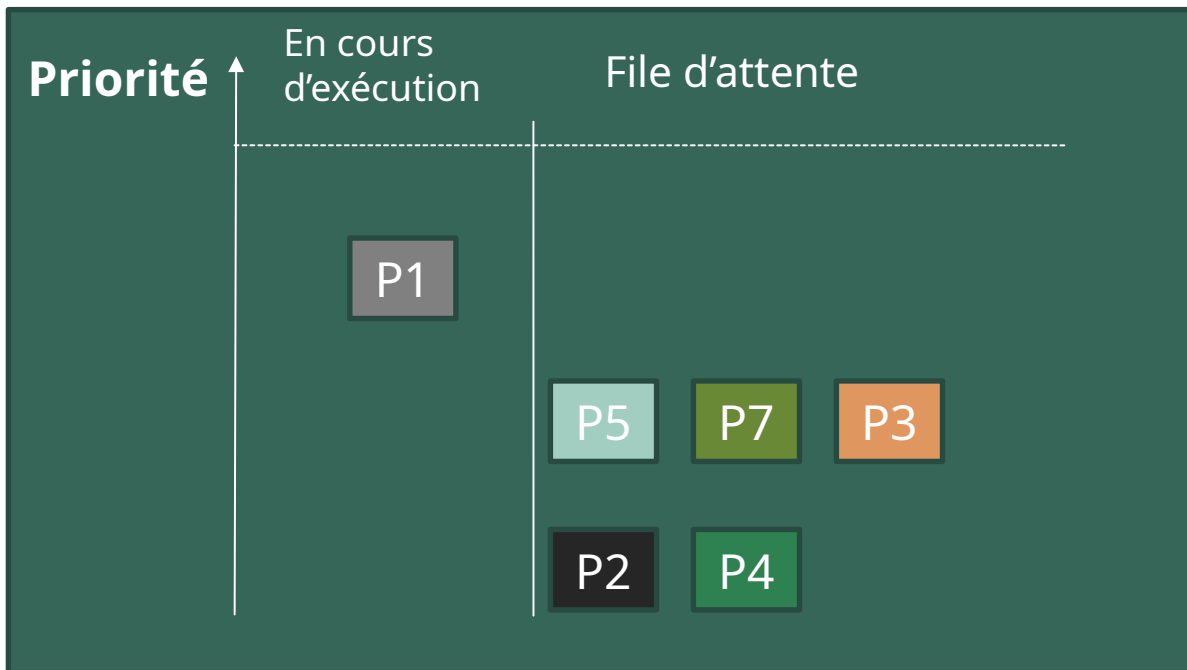 Priorité
En cours
d’exécution
File d’attente
P1
P5 P7 P3
P2 P4